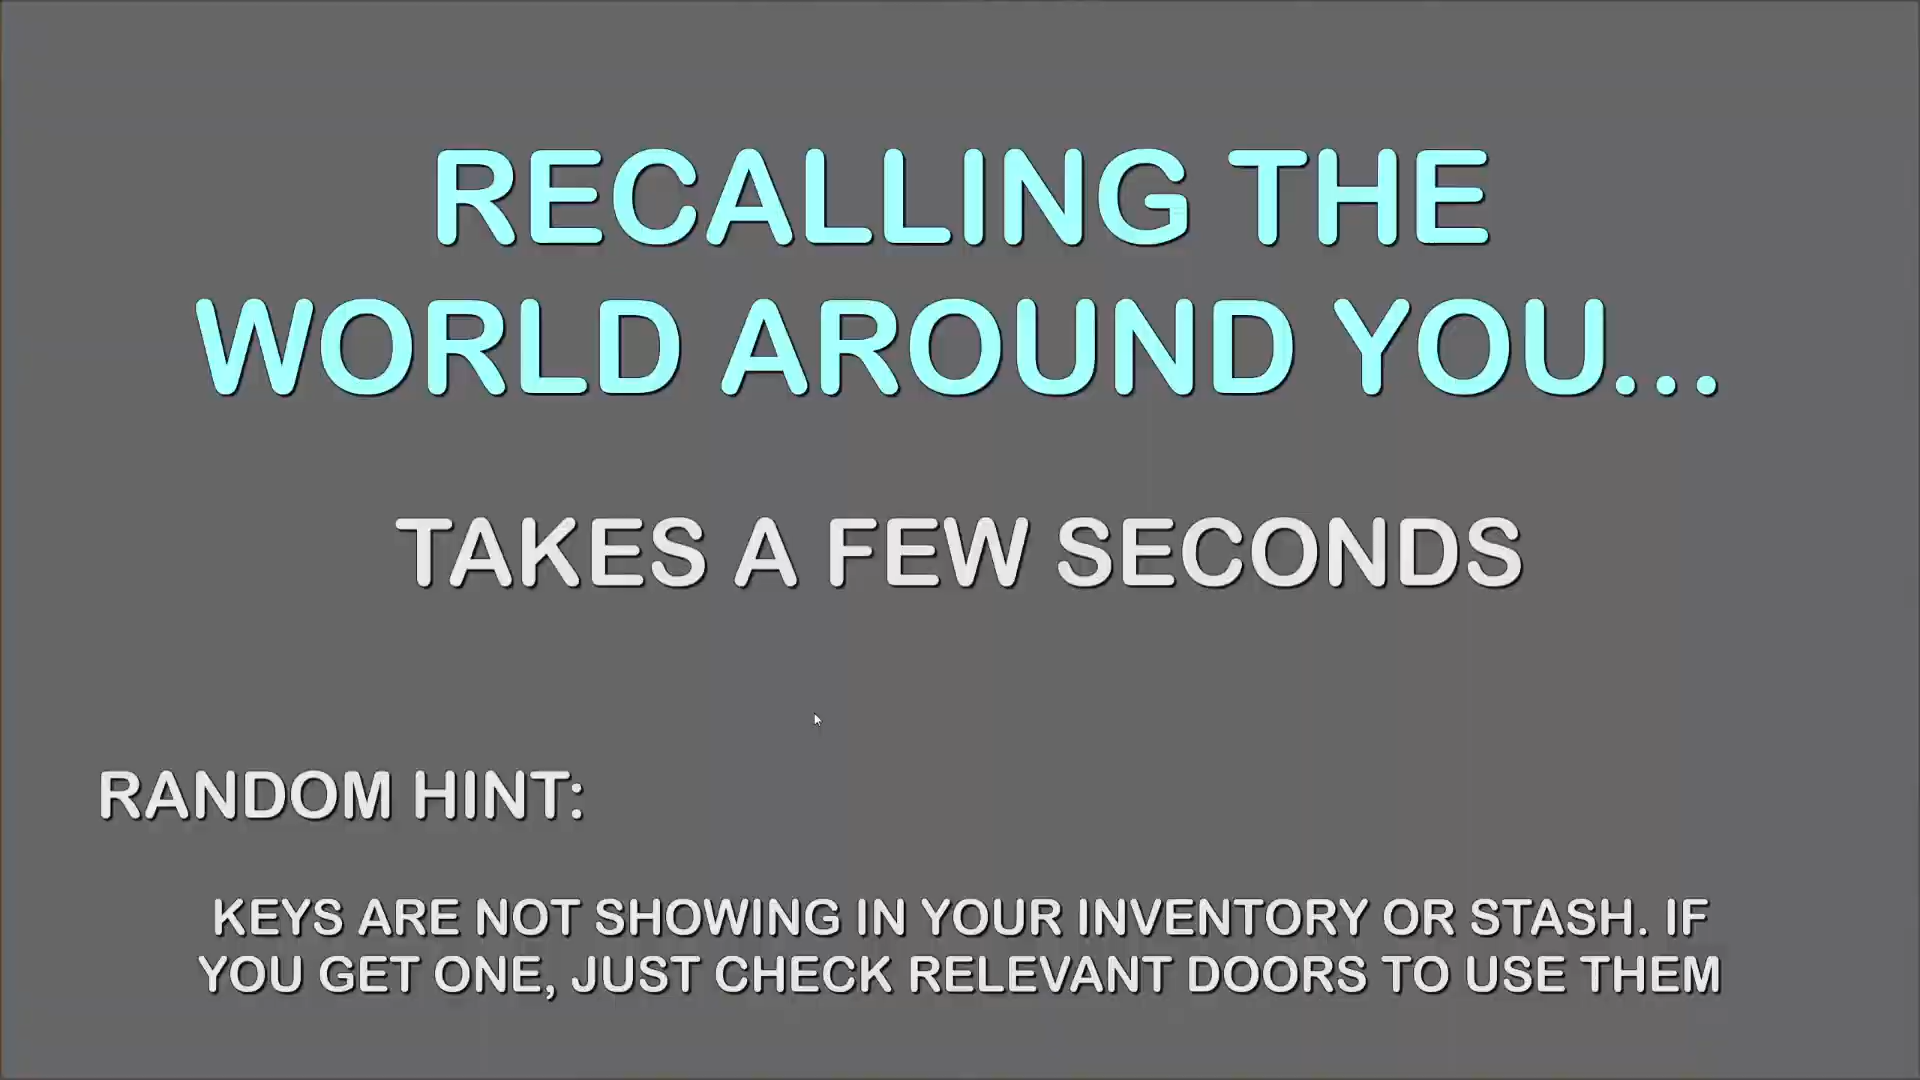 RECALLING THE
WORLD AROUND YOU...
TAKES A FEW SECONDS
RANDOM HINT:
KEYS ARE NOT SHOWING IN YOUR INVENTORY OR STASH. IF
YOU GET ONE, JUST CHECK RELEVANT DOORS TO USE THEM